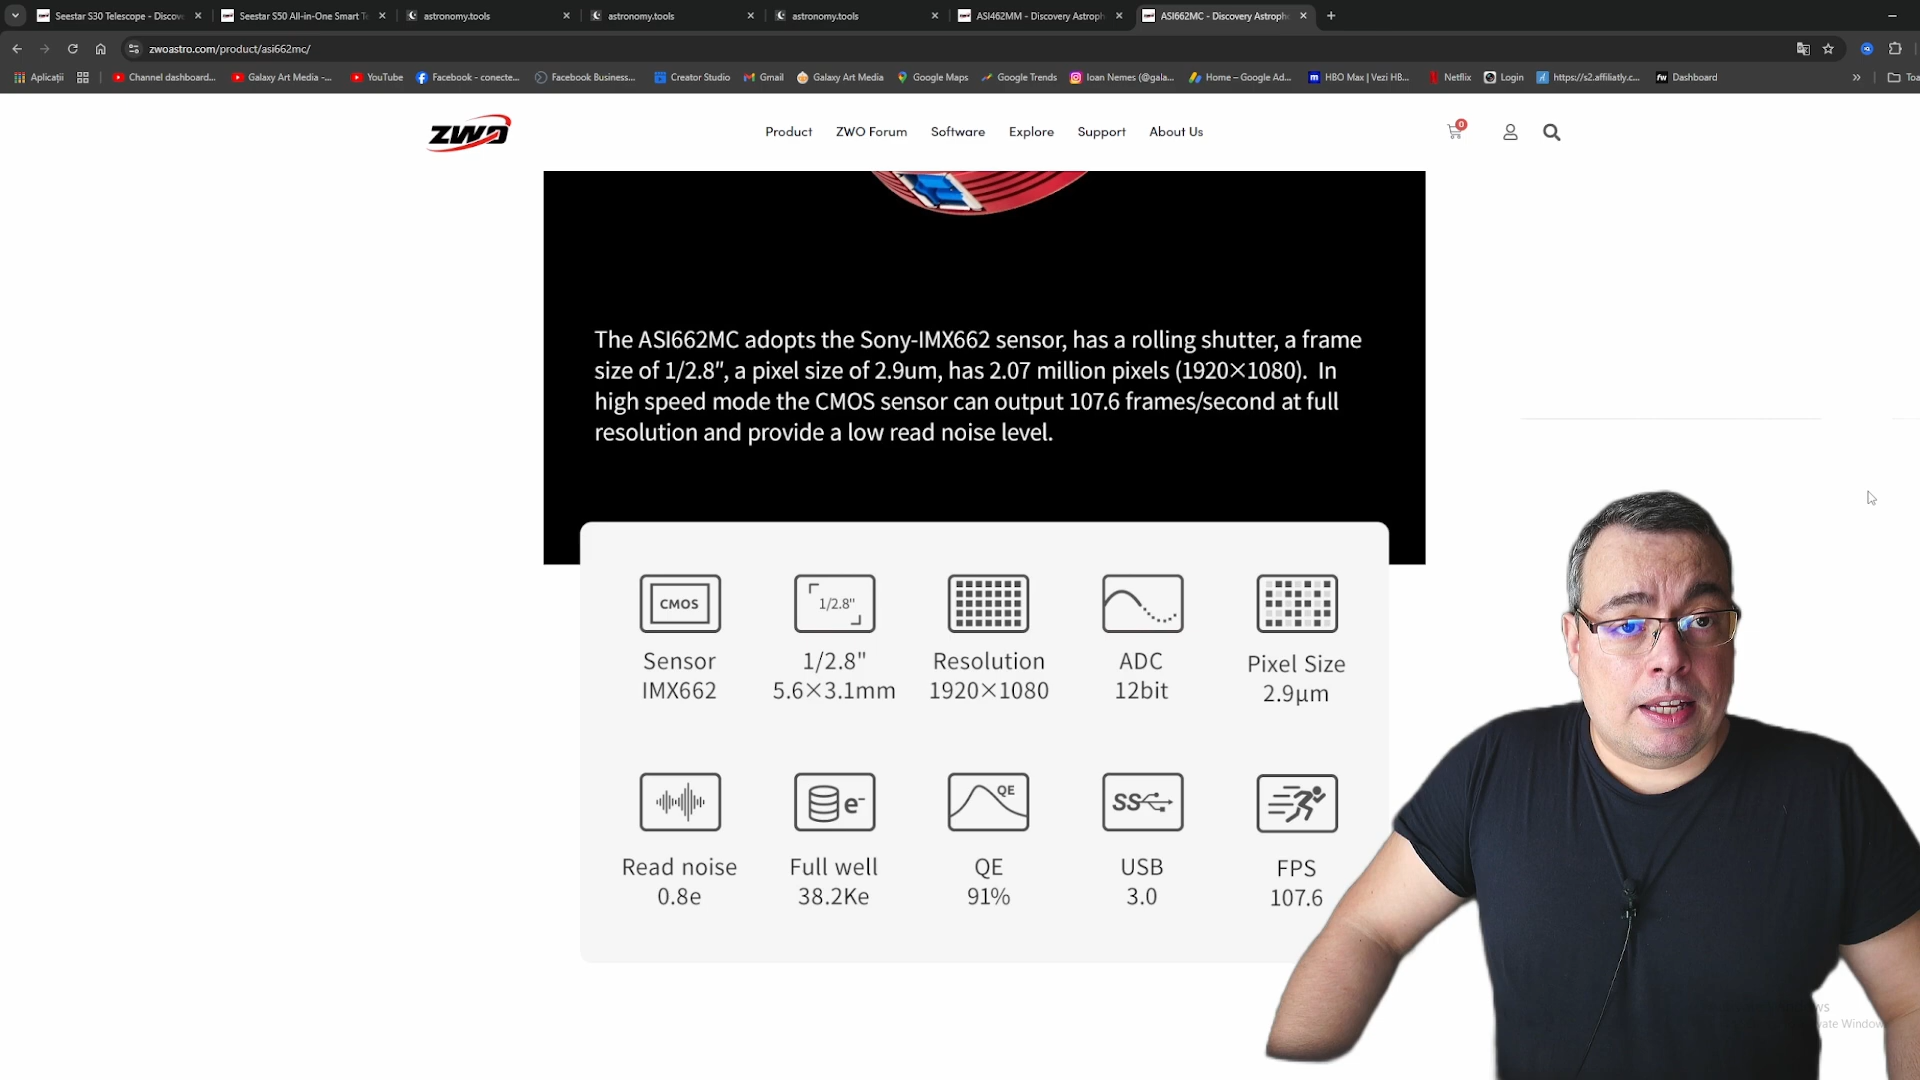 Seestar S30 Telescope - Discov
Seestar S50 All-in-One Smart Te
astronomy.tools
astronomy.tools
astronomy.tools
ASI462MM - Discovery Astroph
ASI662MC - Discovery Astroph
zwoastro.com/product/asi662mc/
Aplicații
Channel dashboard...
Galaxy Art Media -...
YouTube
Facebook - conecte...
Facebook Business...
Creator Studio
Gmail
Galaxy Art Media
Google Maps
Google Trends
Ioan Nemes (@gala...
Home – Google Ad...
HBO Max | Vezi HB...
Netflix
Login
https://s2.affiliatly.c...
fw Dashboard
Toa
ZWO
Product
ZWO Forum
Software
Explore
Support
About Us
0
The ASI662MC adopts the Sony-IMX662 sensor, has a rolling shutter, a frame
size of 1/2.8", a pixel size of 2.9um, has 2.07 million pixels (1920×1080). In
high speed mode the CMOS sensor can output 107.6 frames/second at full
resolution and provide a low read noise level.
CMOS
1/2.8"
Sensor
IMX662
1/2.8"
5.6×3.1mm
Resolution
1920×1080
ADC
12bit
Pixel Size
2.9µm
e-
QE
SS
Read noise
0.8e
Full well
38.2Ke
QE
91%
USB
3.0
FPS
107.6
ws
vate Window